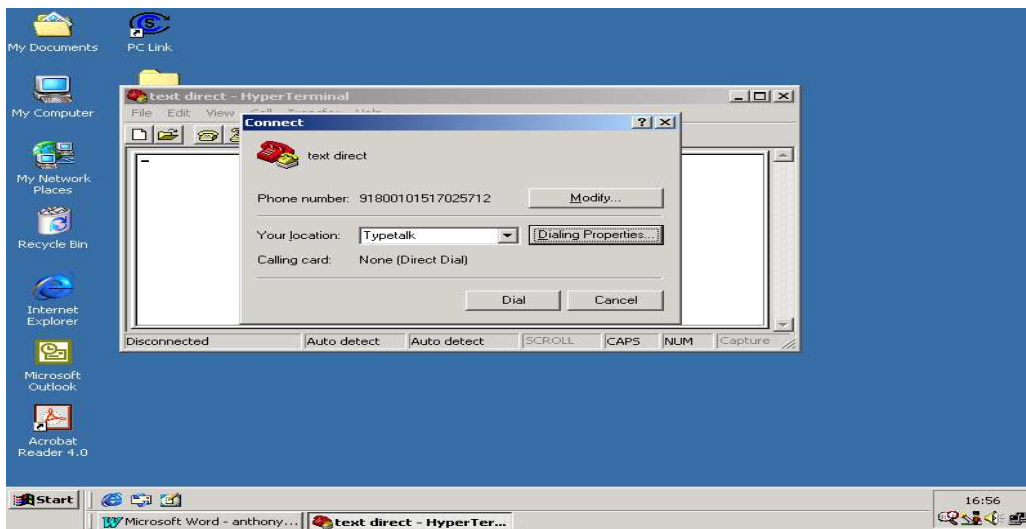 My Documents
PC Link
My Computer
My Network
Places
Recycle Bin
Internet
Explorer
Microsoft
Outlook
Acrobat
Reader 4.0
text direct - HyperTerminal
File Edit View Call Transfer Help
Connect
text direct
Phone number: 91800101517025712
Modify...
Your location: Typetalk
Dialing Properties...
Calling card: None (Direct Dial)
Dial Cancel
Disconnected Auto detect Auto detect SCROLL CAPS NUM Capture
Start
16:56
Microsoft Word - anthony...
text direct - HyperTer...